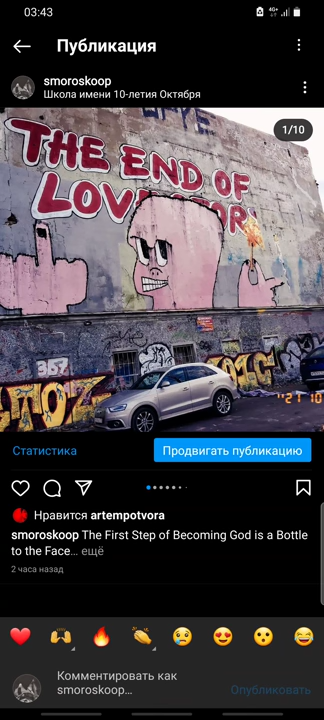 03:43
4G+
Публикация
smoroskoop
Школа имени 10-летия Октября
1/10
THE END OF
'21 10
Статистика
Продвигать публикацию
Нравится artempotvora
smoroskoop The First Step of Becoming God is a Bottle
to the Face… ещё
2 часа назад
Комментировать как
smoroskoop...
Опубликовать